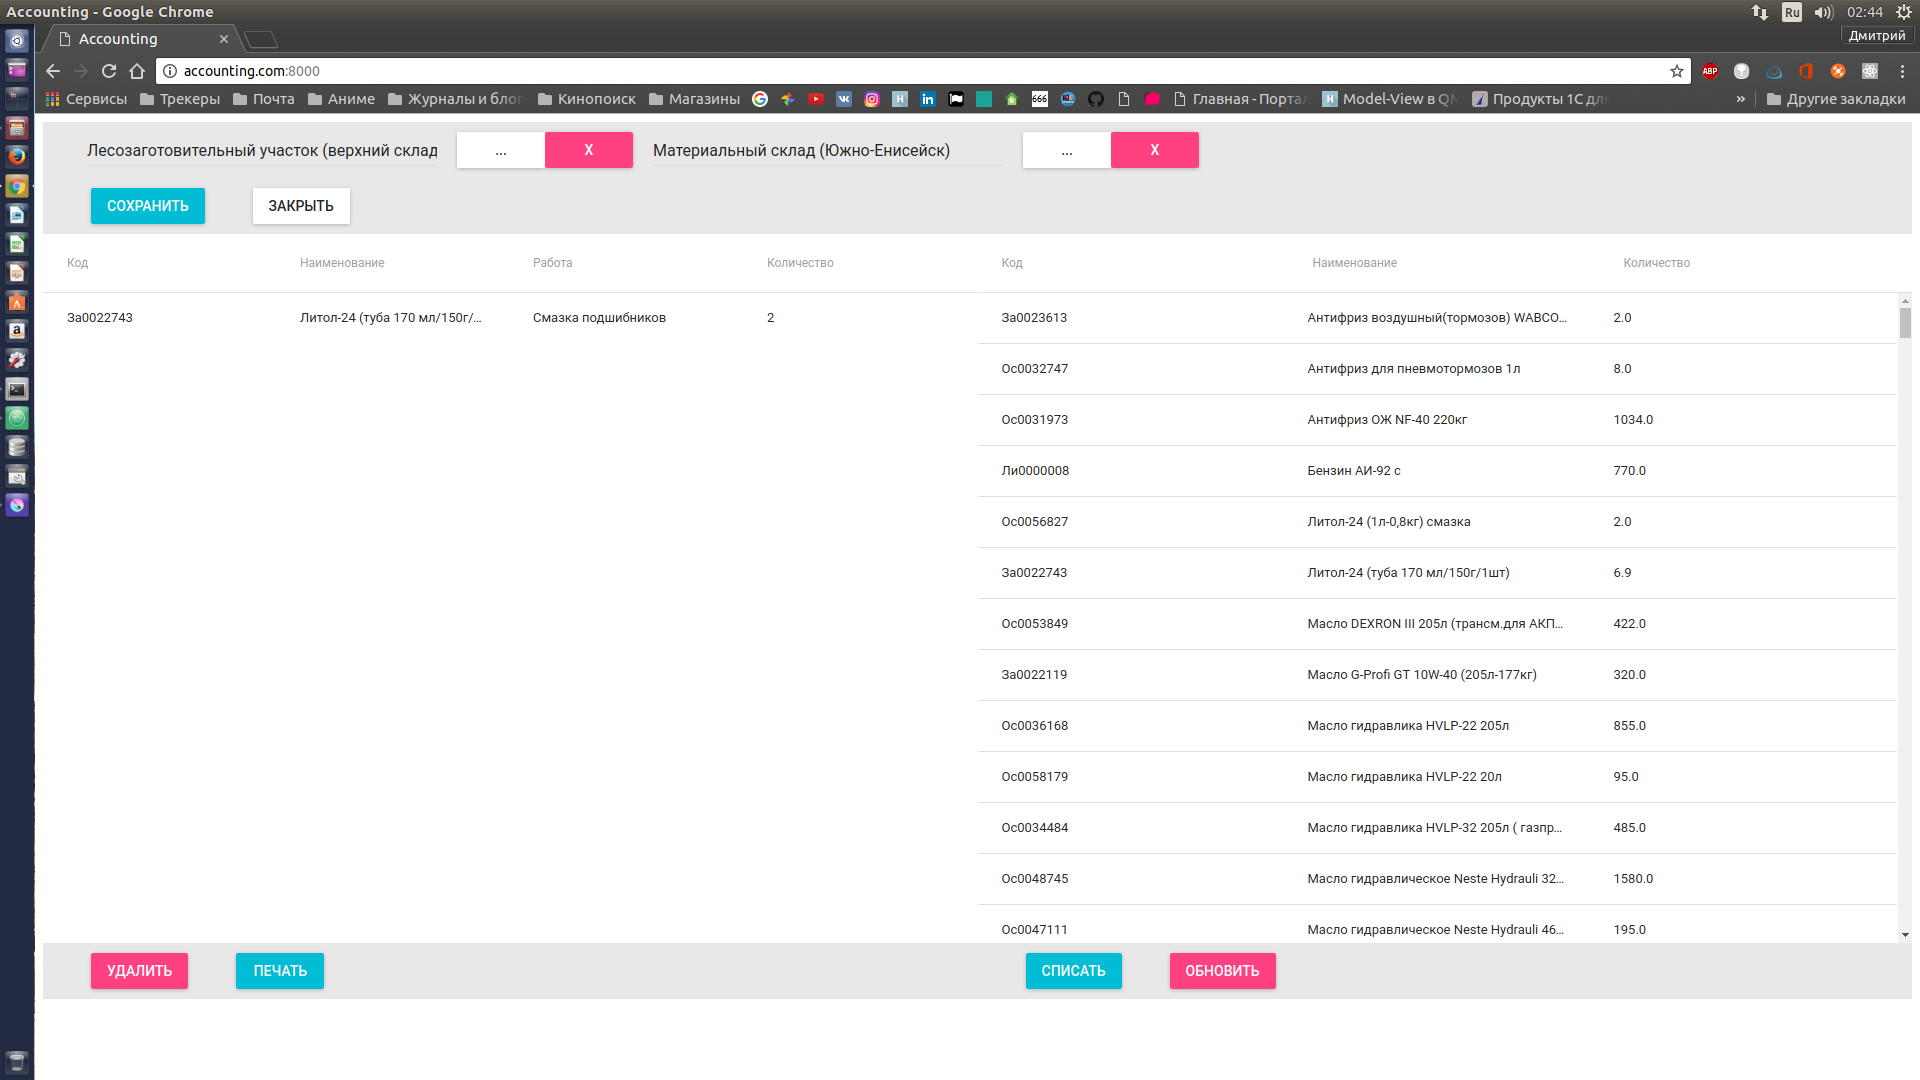 Accounting - Google Chrome
Ru
02:44
Accounting
Дмитрий
accounting.com:8000
ABP
Сервисы
Трекеры
Почта
Аниме
Журналы и блог
Кинопоиск
Магазины
666
Главная - Портал
Model-View в QM
Продукты 1С дл
»
Другие закладки
Лесозаготовительный участок (верхний склад
...
X
Материальный склад (Южно-Енисейск)
...
X
СОХРАНИТЬ
ЗАКРЫТЬ
Код
Наименование
Работа
Количество
За0022743
Литол-24 (туба 170 мл/150г/...
Смазка подшибников
2
Код
Наименование
Количество
За0023613
Антифриз воздушный(тормозов) WABCO...
2.0
Ос0032747
Антифриз для пневмотормозов 1л
8.0
Ос0031973
Антифриз ОЖ NF-40 220кг
1034.0
Ли0000008
Бензин АИ-92 с
770.0
Ос0056827
Литол-24 (1л-0,8кг) смазка
2.0
За0022743
Литол-24 (туба 170 мл/150г/1шт)
6.9
Ос0053849
Масло DEXRON III 205л (трансм.для АКП...
422.0
За0022119
Масло G-Profi GT 10W-40 (205л-177кг)
320.0
Ос0036168
Масло гидравлика HVLP-22 205л
855.0
Ос0058179
Масло гидравлика HVLP-22 20л
95.0
Ос0034484
Масло гидравлика HVLP-32 205л ( газпр...
485.0
Ос0048745
Масло гидравлическое Neste Hydrauli 32...
1580.0
Ос0047111
Масло гидравлическое Neste Hydrauli 46...
195.0
УДАЛИТЬ
ПЕЧАТЬ
СПИСАТЬ
ОБНОВИТЬ